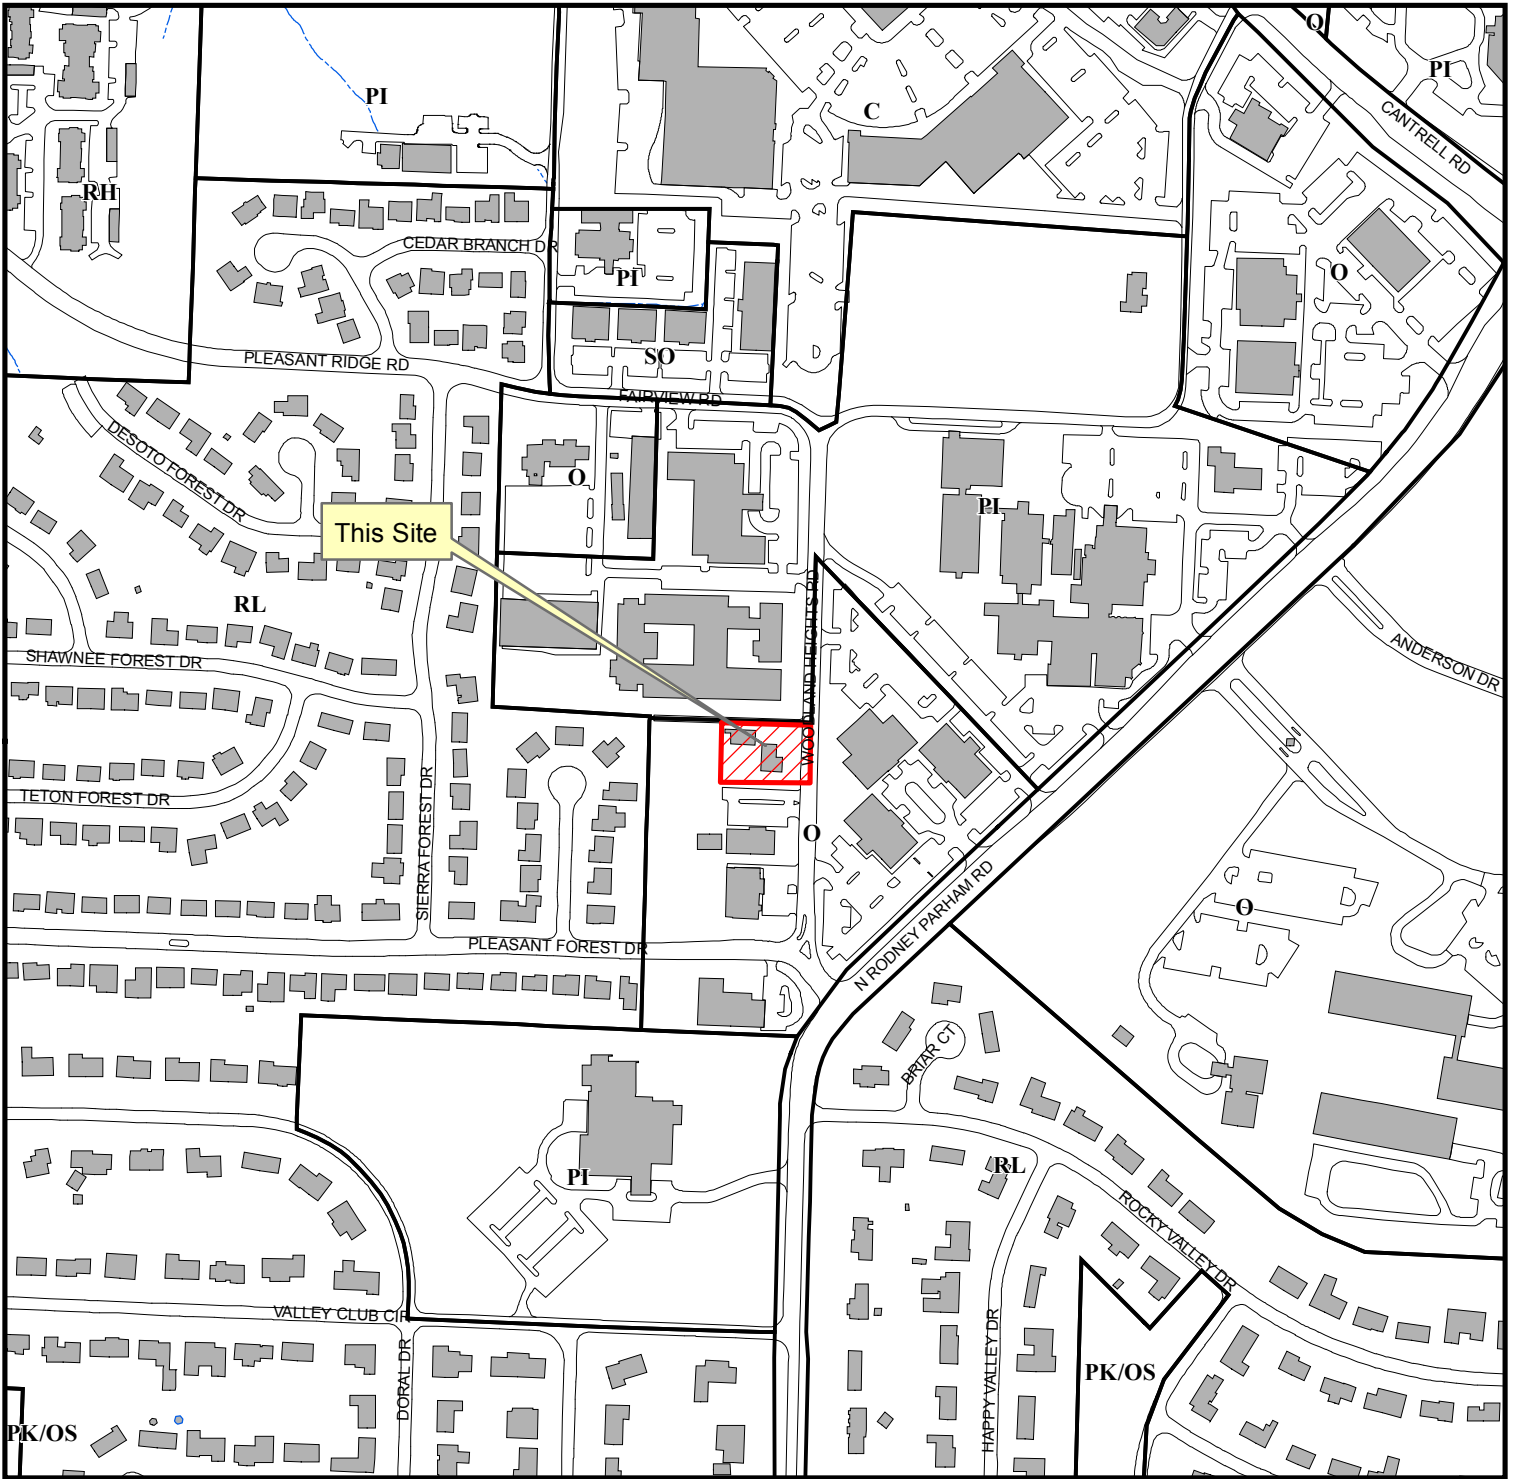 O
PI
PI
C
CANTRELL RD
RH
CEDAR BRANCH DR
PI
O
SO
PLEASANT RIDGE RD
FAIRVIEW RD
DESOTO FOREST DR
O
PI
This Site
RL
WOODLAND HEIGHTS RD
SHAWNEE FOREST DR
ANDERSON DR
TETON FOREST DR
SIERRA FOREST DR
O
N RODNEY PARHAM RD
O
PLEASANT FOREST DR
BRIAR CT
PI
RL
ROCKY VALLEY DR
VALLEY CLUB CIR
DORAL DR
HAPPY VALLEY DR
PK/OS
PK/OS